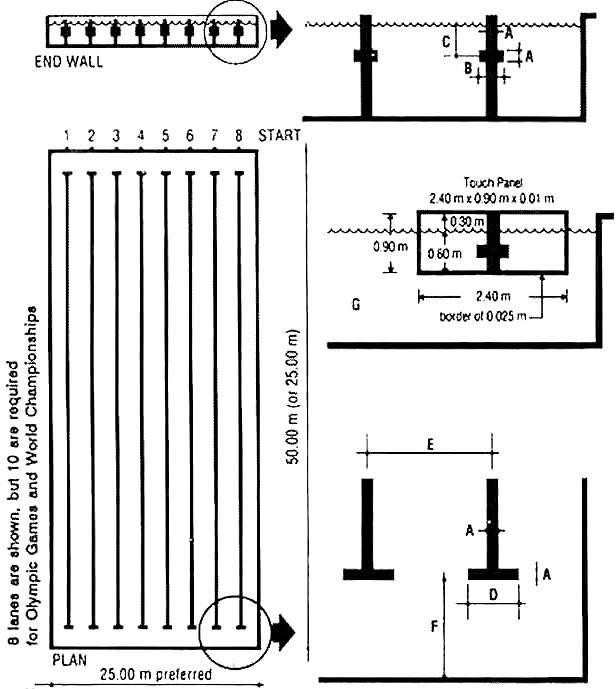 END WALL
C
A
A
B
1 2 3 4 5 6 7 8 START
Touch Panel
2.40 m x 0.90 m x 0.01 m
0.30 m
0.90 m
0.60 m
2.40 m
G
border of 0.025 m
8 lanes are shown, but 10 are required
for Olympic Games and World Championships
50.00 m (or 25.00 m)
E
A
A
D
F
PLAN
25.00 m preferred